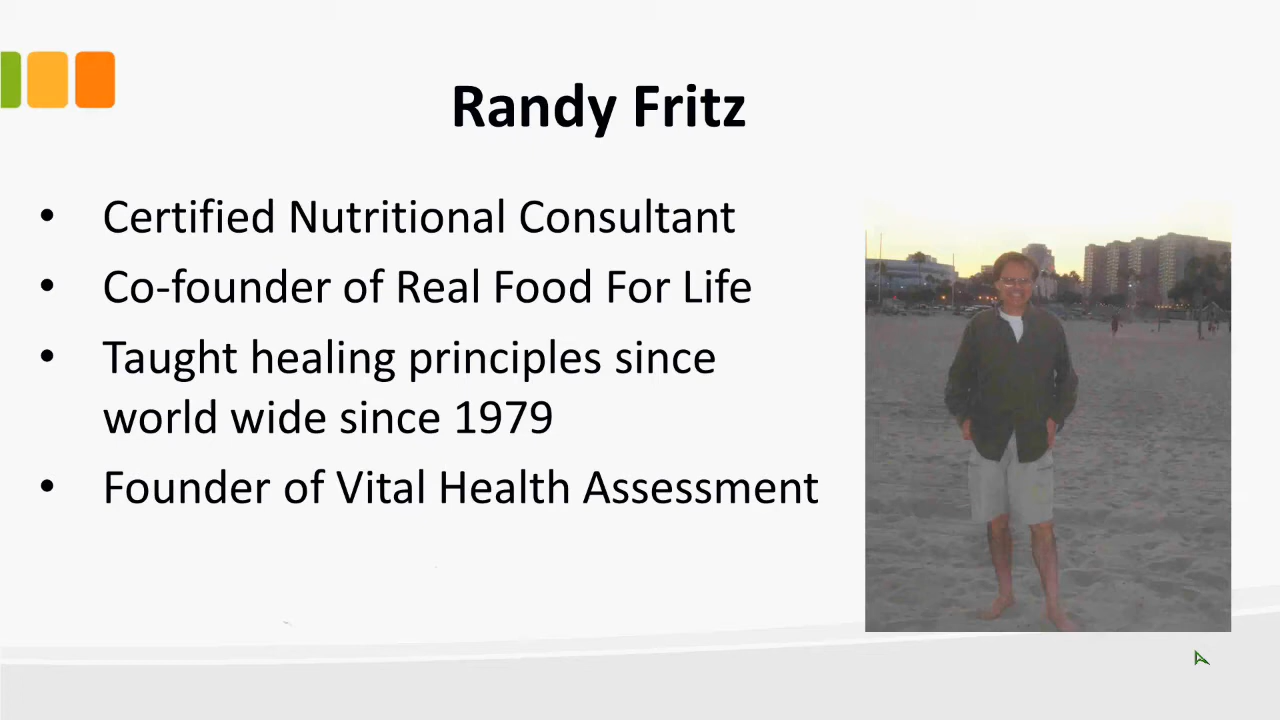 Randy Fritz
• Certified Nutritional Consultant
• Co-founder of Real Food For Life
• Taught healing principles since
world wide since 1979
• Founder of Vital Health Assessment